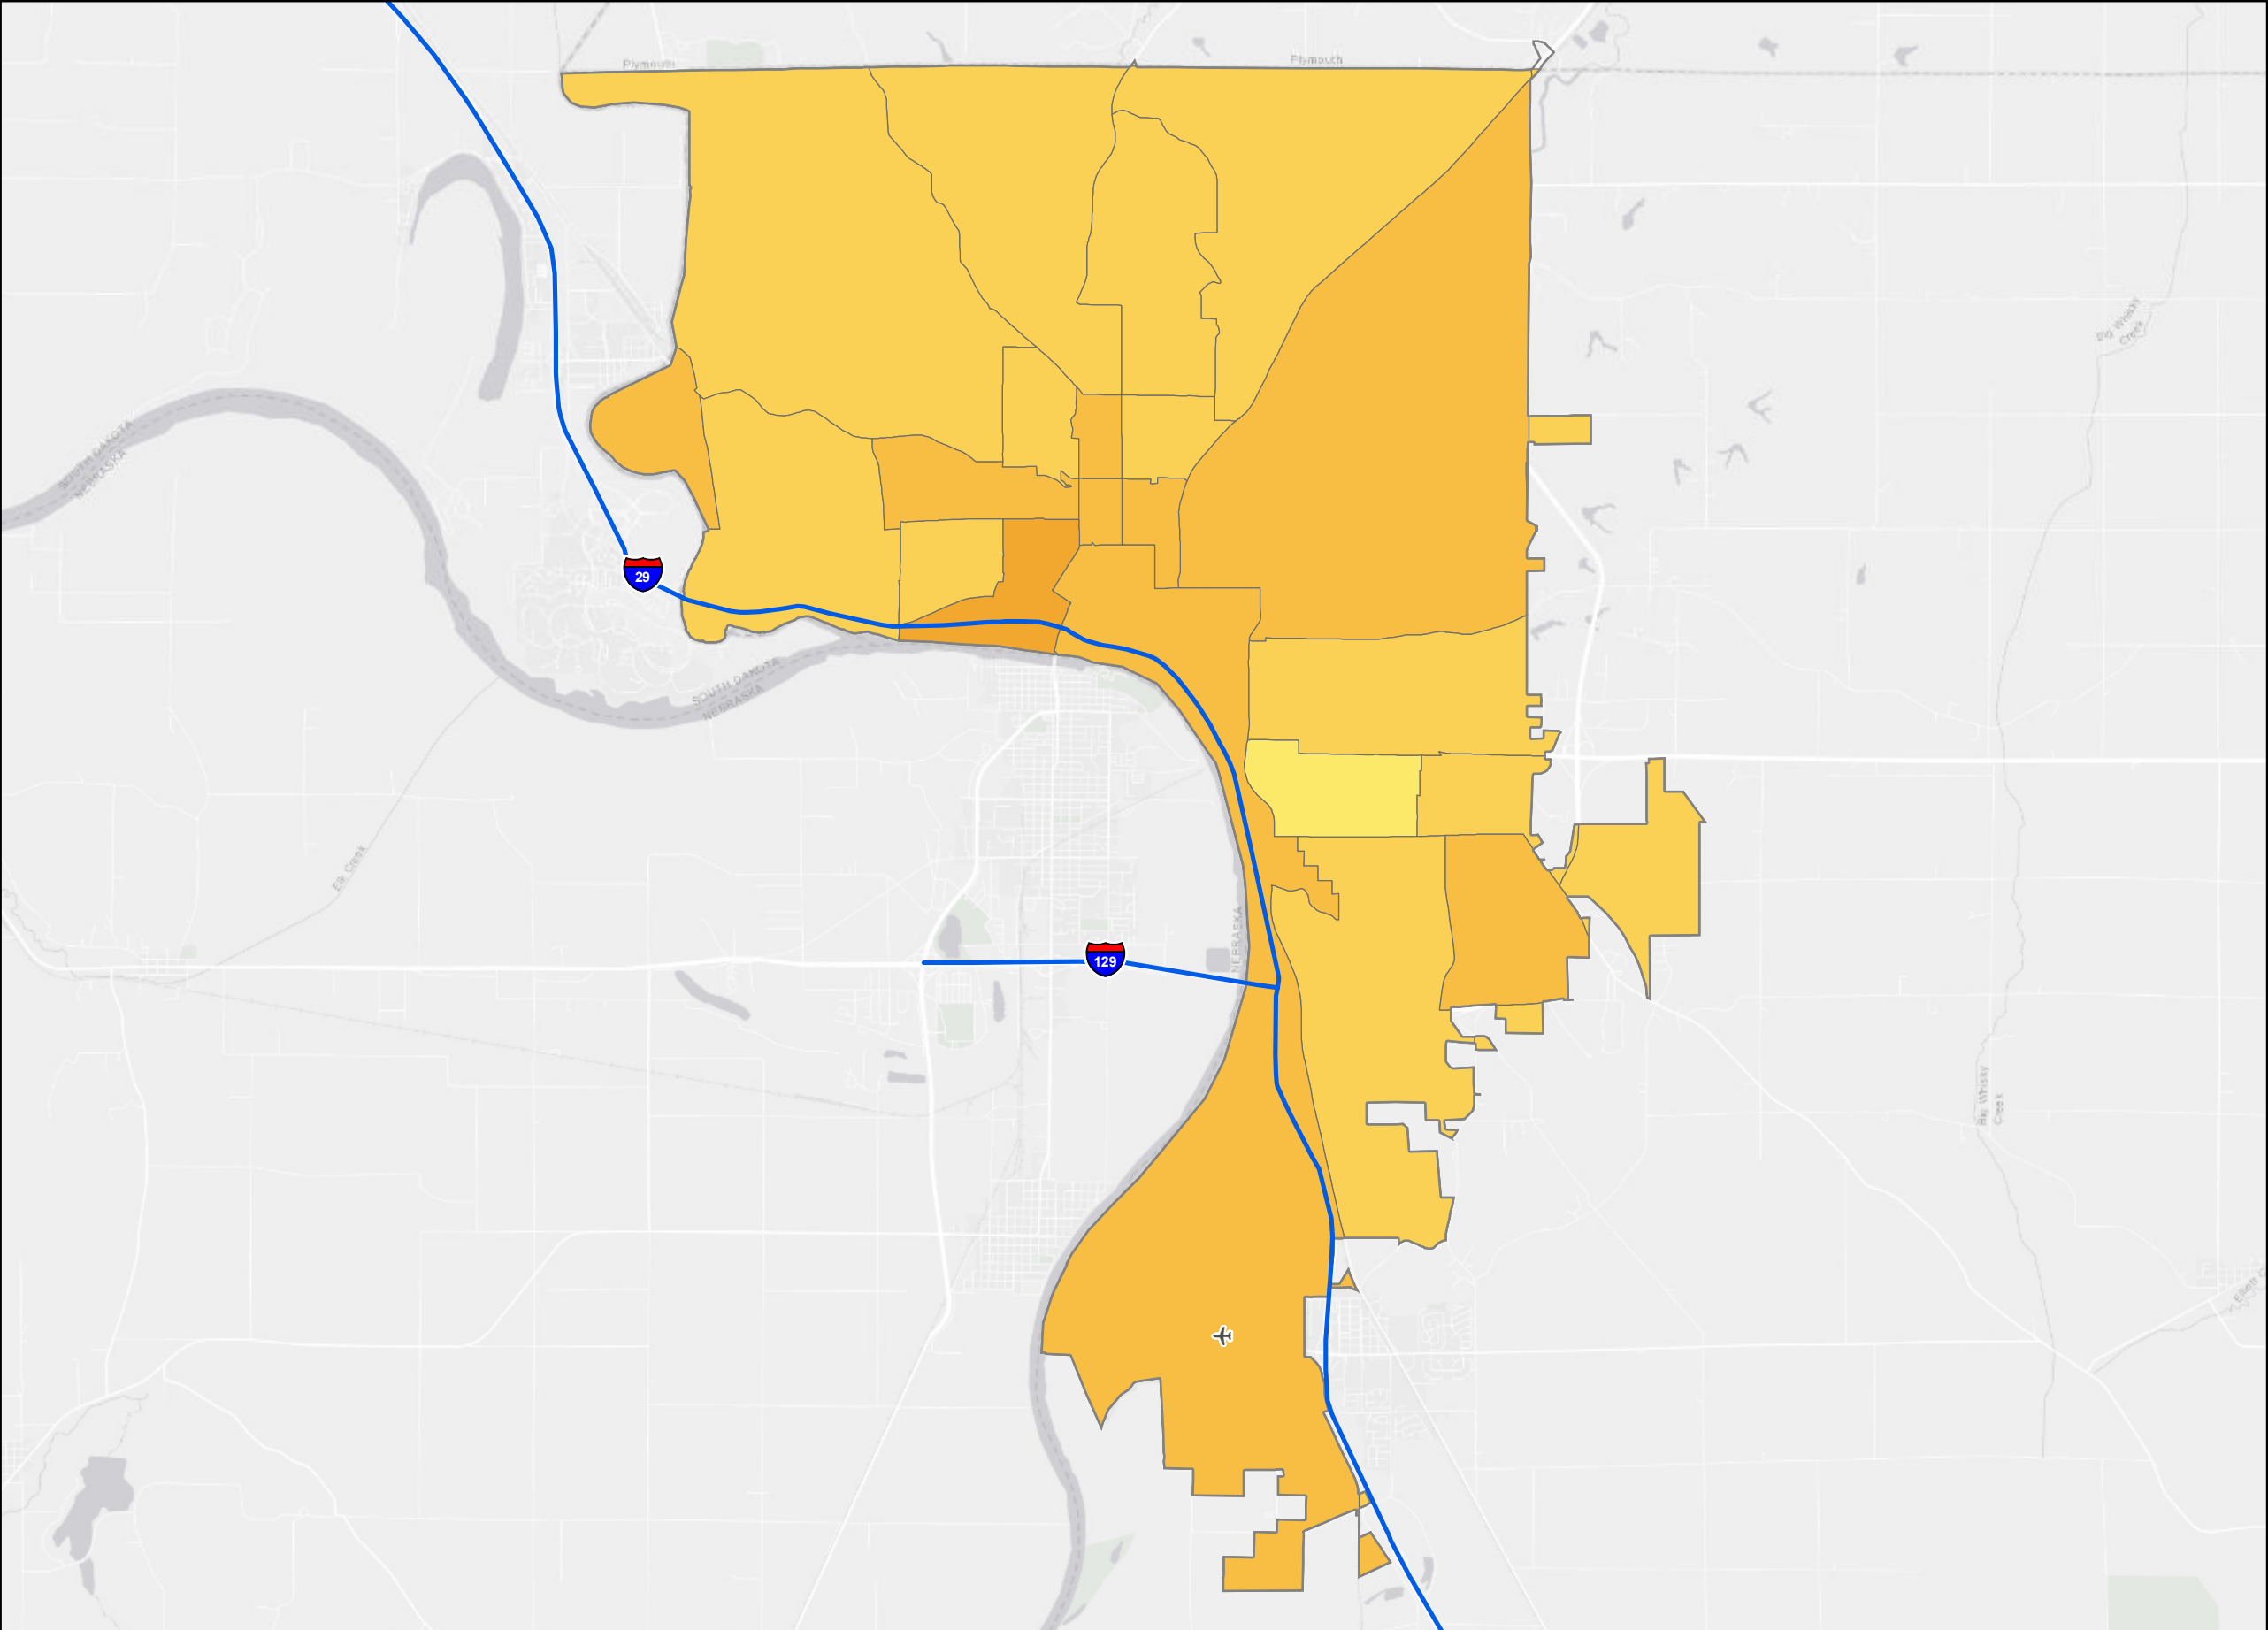 Plymouth
Plymouth
Big Whisky
Creek
SOUTH DAKOTA
NEBRASKA
29
SOUTH DAKOTA
NEBRASKA
Elk Creek
NEBRASKA
129
Big Whisky
Creek